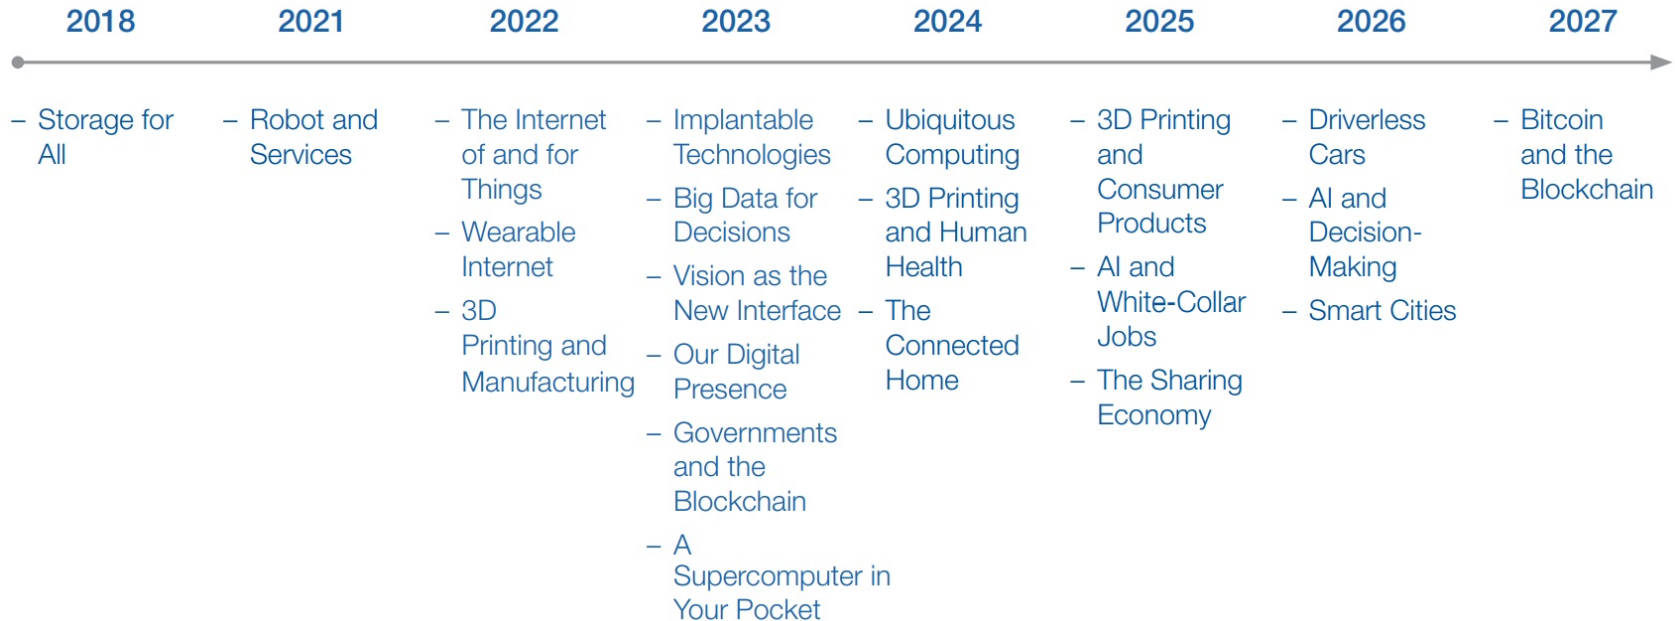 2018
2021
2022
2023
2024
2025
2026
2027
– Storage for
All
– Robot and
Services
– The Internet
of and for
Things
– Wearable
Internet
– 3D
Printing and
Manufacturing
– Implantable
Technologies
– Big Data for
Decisions
– Vision as the
New Interface
– Our Digital
Presence
– Governments
and the
Blockchain
– A
Supercomputer in
Your Pocket
– Ubiquitous
Computing
– 3D Printing
and Human
Health
– The
Connected
Home
– 3D Printing
and
Consumer
Products
– AI and
White-Collar
Jobs
– The Sharing
Economy
– Driverless
Cars
– AI and
Decision-
Making
– Smart Cities
– Bitcoin
and the
Blockchain